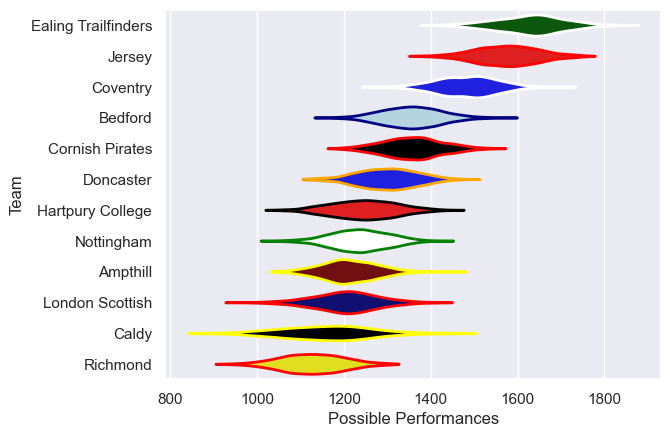 Ealing Trailfinders
Jersey
Coventry
Bedford
Cornish Pirates
Doncaster
Hartpury College
Nottingham
Ampthill
London Scottish
Caldy
Richmond
Team
800 1000 1200 1400 1600 1800
Possible Performances